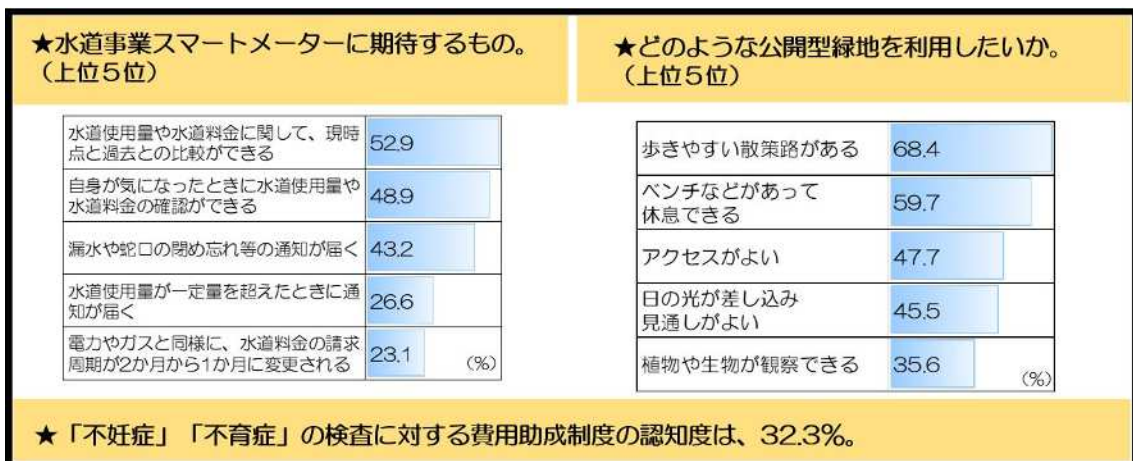 ★水道事業スマートメーターに期待するもの。
（上位５位）
水道使用量や水道料金に関して、現時
点と過去との比較ができる
52.9
自身が気になったときに水道使用量や
水道料金の確認ができる
48.9
漏水や蛇口の閉め忘れ等の通知が届く
43.2
水道使用量が一定量を超えたときに通
知が届く
26.6
電力やガスと同様に、水道料金の請求
周期が2か月から1か月に変更される
23.1
(%)
★どのような公開型緑地を利用したいか。
（上位５位）
歩きやすい散策路がある
68.4
ベンチなどがあって
休息できる
59.7
アクセスがよい
47.7
日の光が差し込み
見通しがよい
45.5
植物や生物が観察できる
35.6
(%)
★「不妊症」「不育症」の検査に対する費用助成制度の認知度は、32.3%。